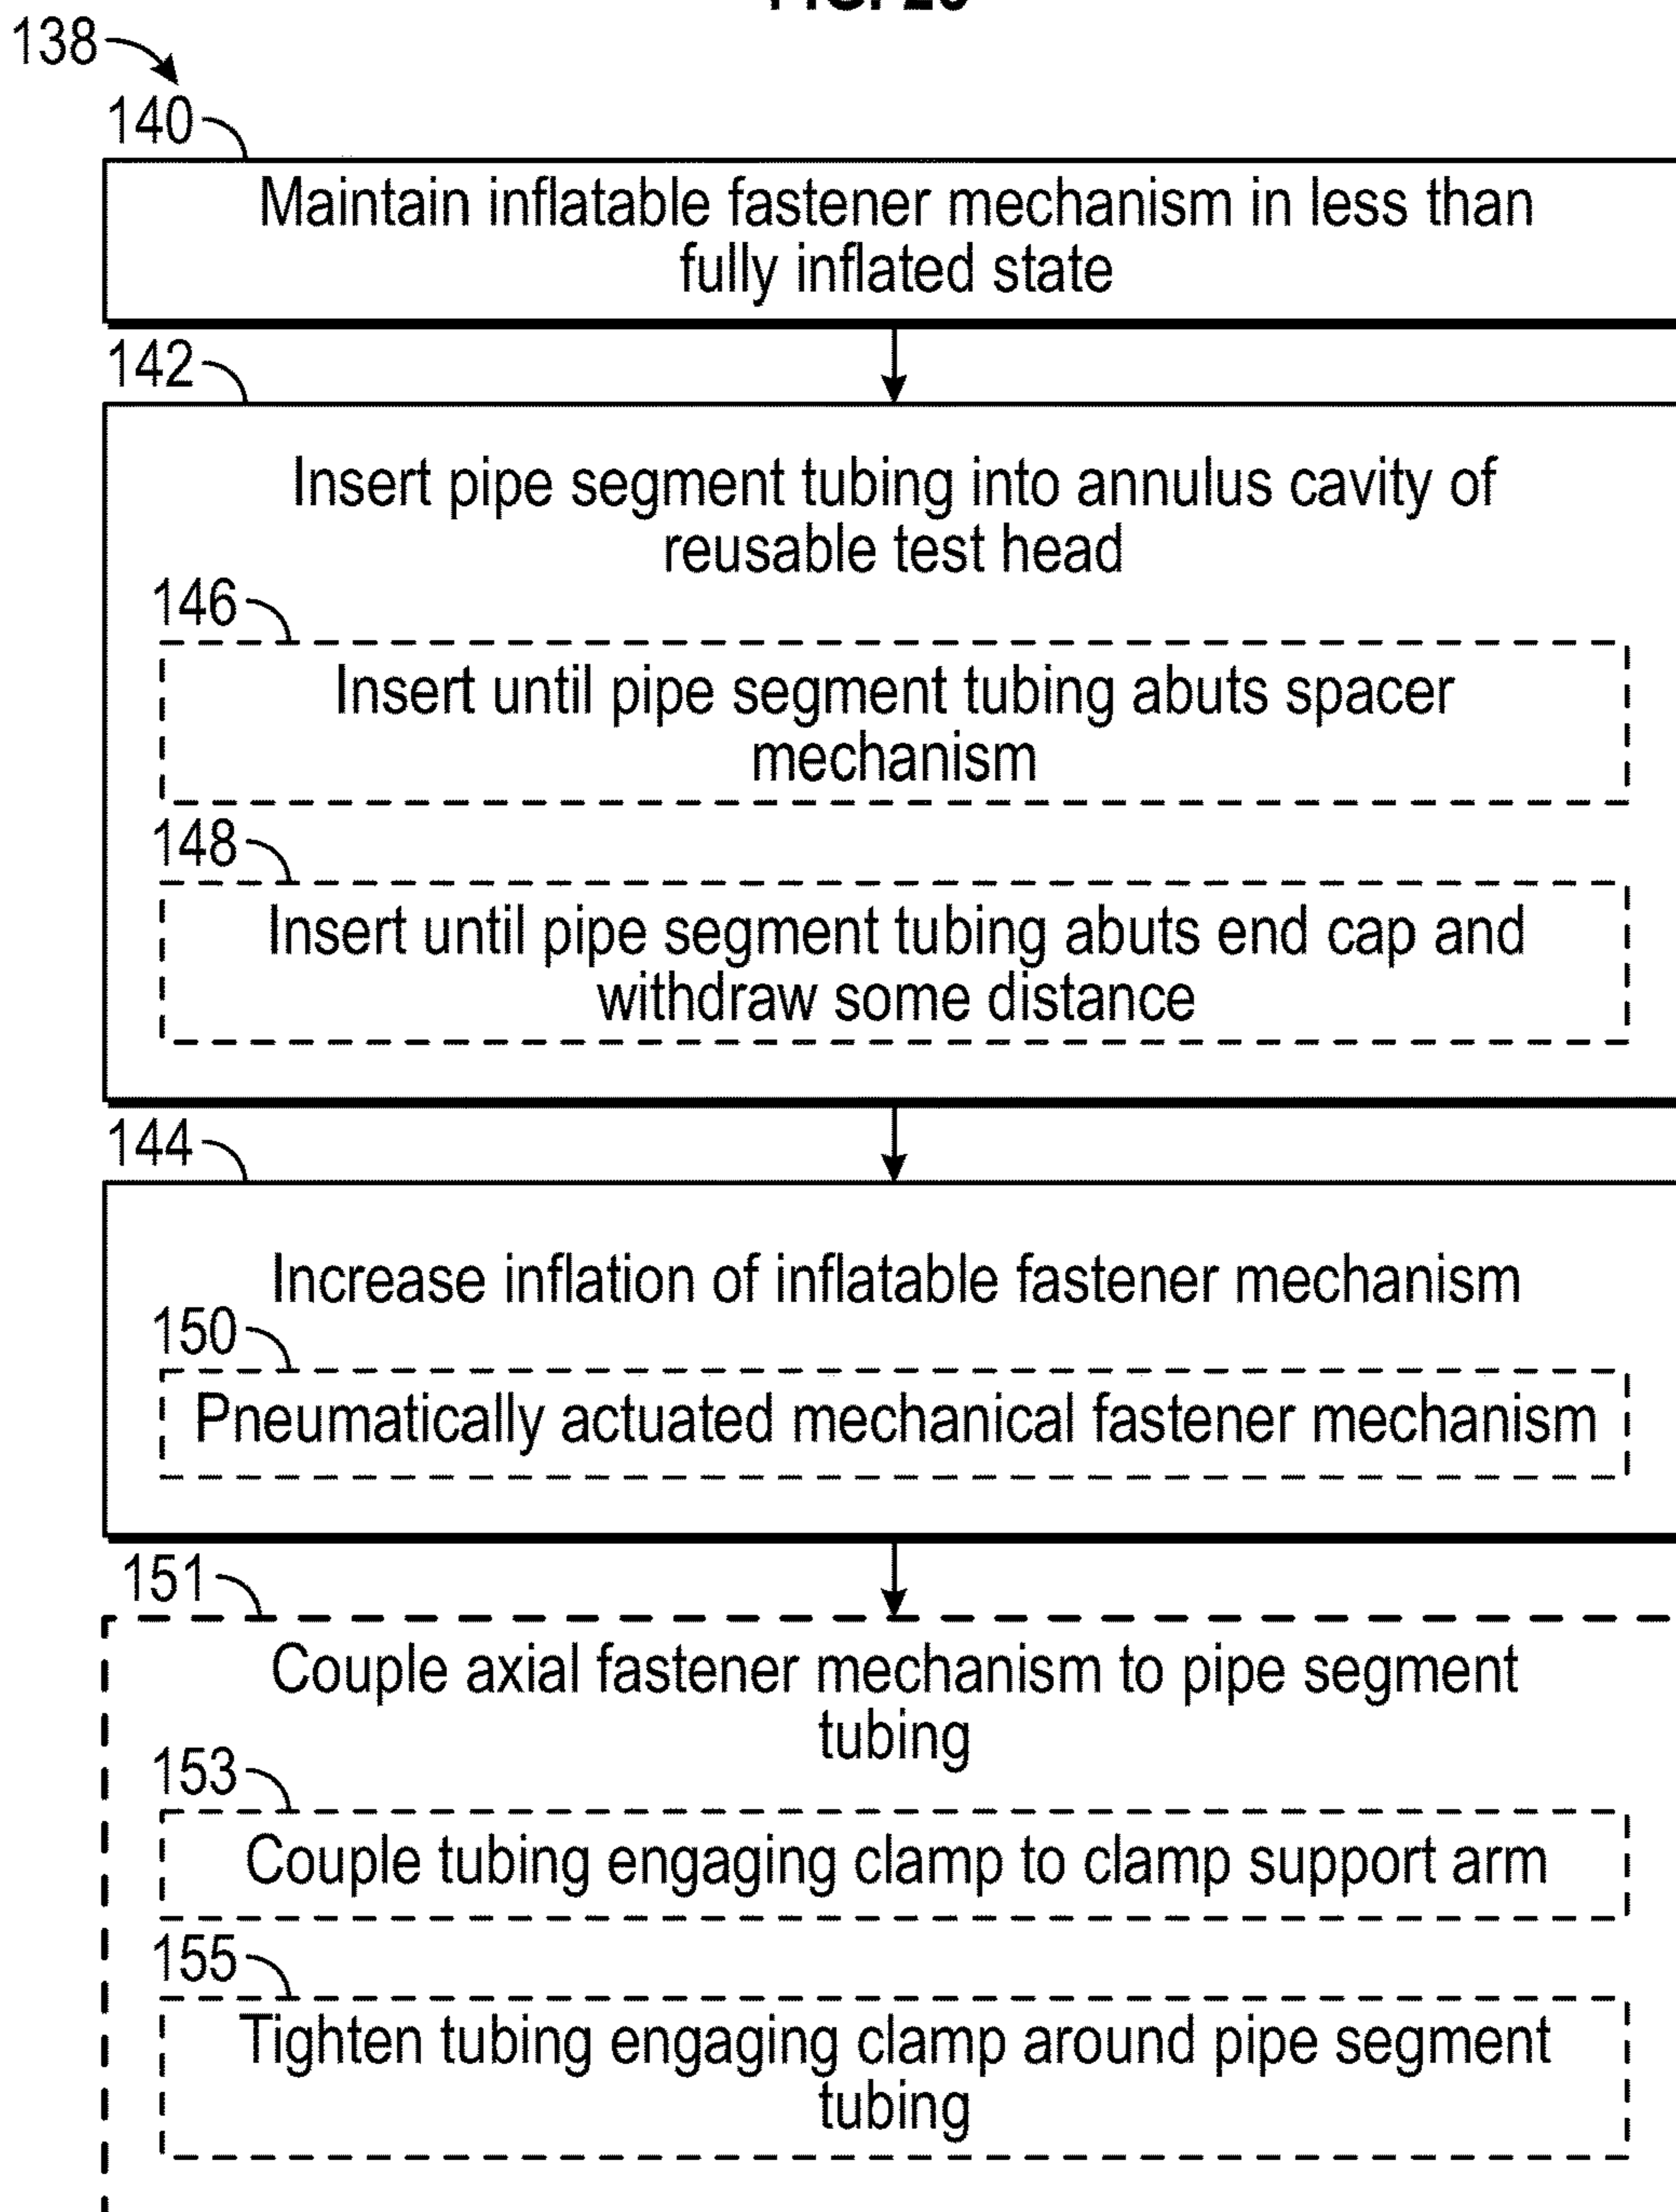 138
140
Maintain inflatable fastener mechanism in less than
fully inflated state
142
Insert pipe segment tubing into annulus cavity of
reusable test head
146
Insert until pipe segment tubing abuts spacer
mechanism
148
Insert until pipe segment tubing abuts end cap and
withdraw some distance
144
Increase inflation of inflatable fastener mechanism
150
Pneumatically actuated mechanical fastener mechanism
151
Couple axial fastener mechanism to pipe segment
tubing
153
Couple tubing engaging clamp to clamp support arm
155
Tighten tubing engaging clamp around pipe segment
tubing